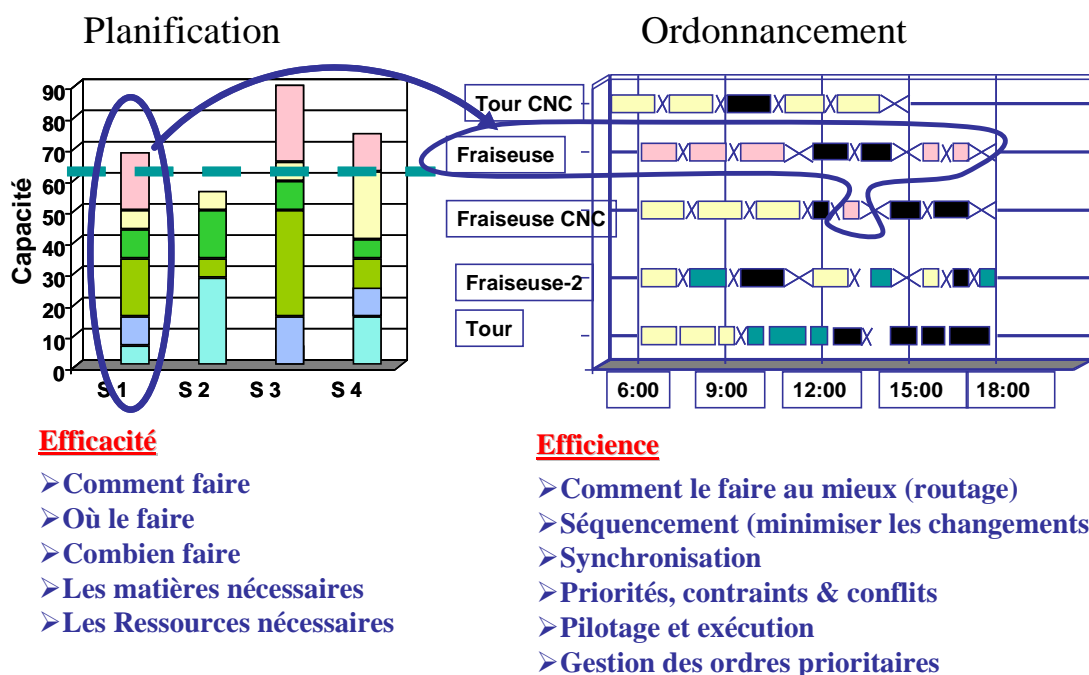 Planification
Ordonnancement
Capacité
90
80
70
60
50
40
30
20
10
0
S 1
S 2
S 3
S 4
Tour CNC
Fraiseuse
Fraiseuse CNC
Fraiseuse-2
Tour
6:00
9:00
12:00
15:00
18:00
Efficacité
➢Comment faire
➢Où le faire
➢Combien faire
➢Les matières nécessaires
➢Les Ressources nécessaires
Efficience
➢Comment le faire au mieux (routage)
➢Séquencement (minimiser les changements
➢Synchronisation
➢Priorités, contraints & conflits
➢Pilotage et exécution
➢Gestion des ordres prioritaires